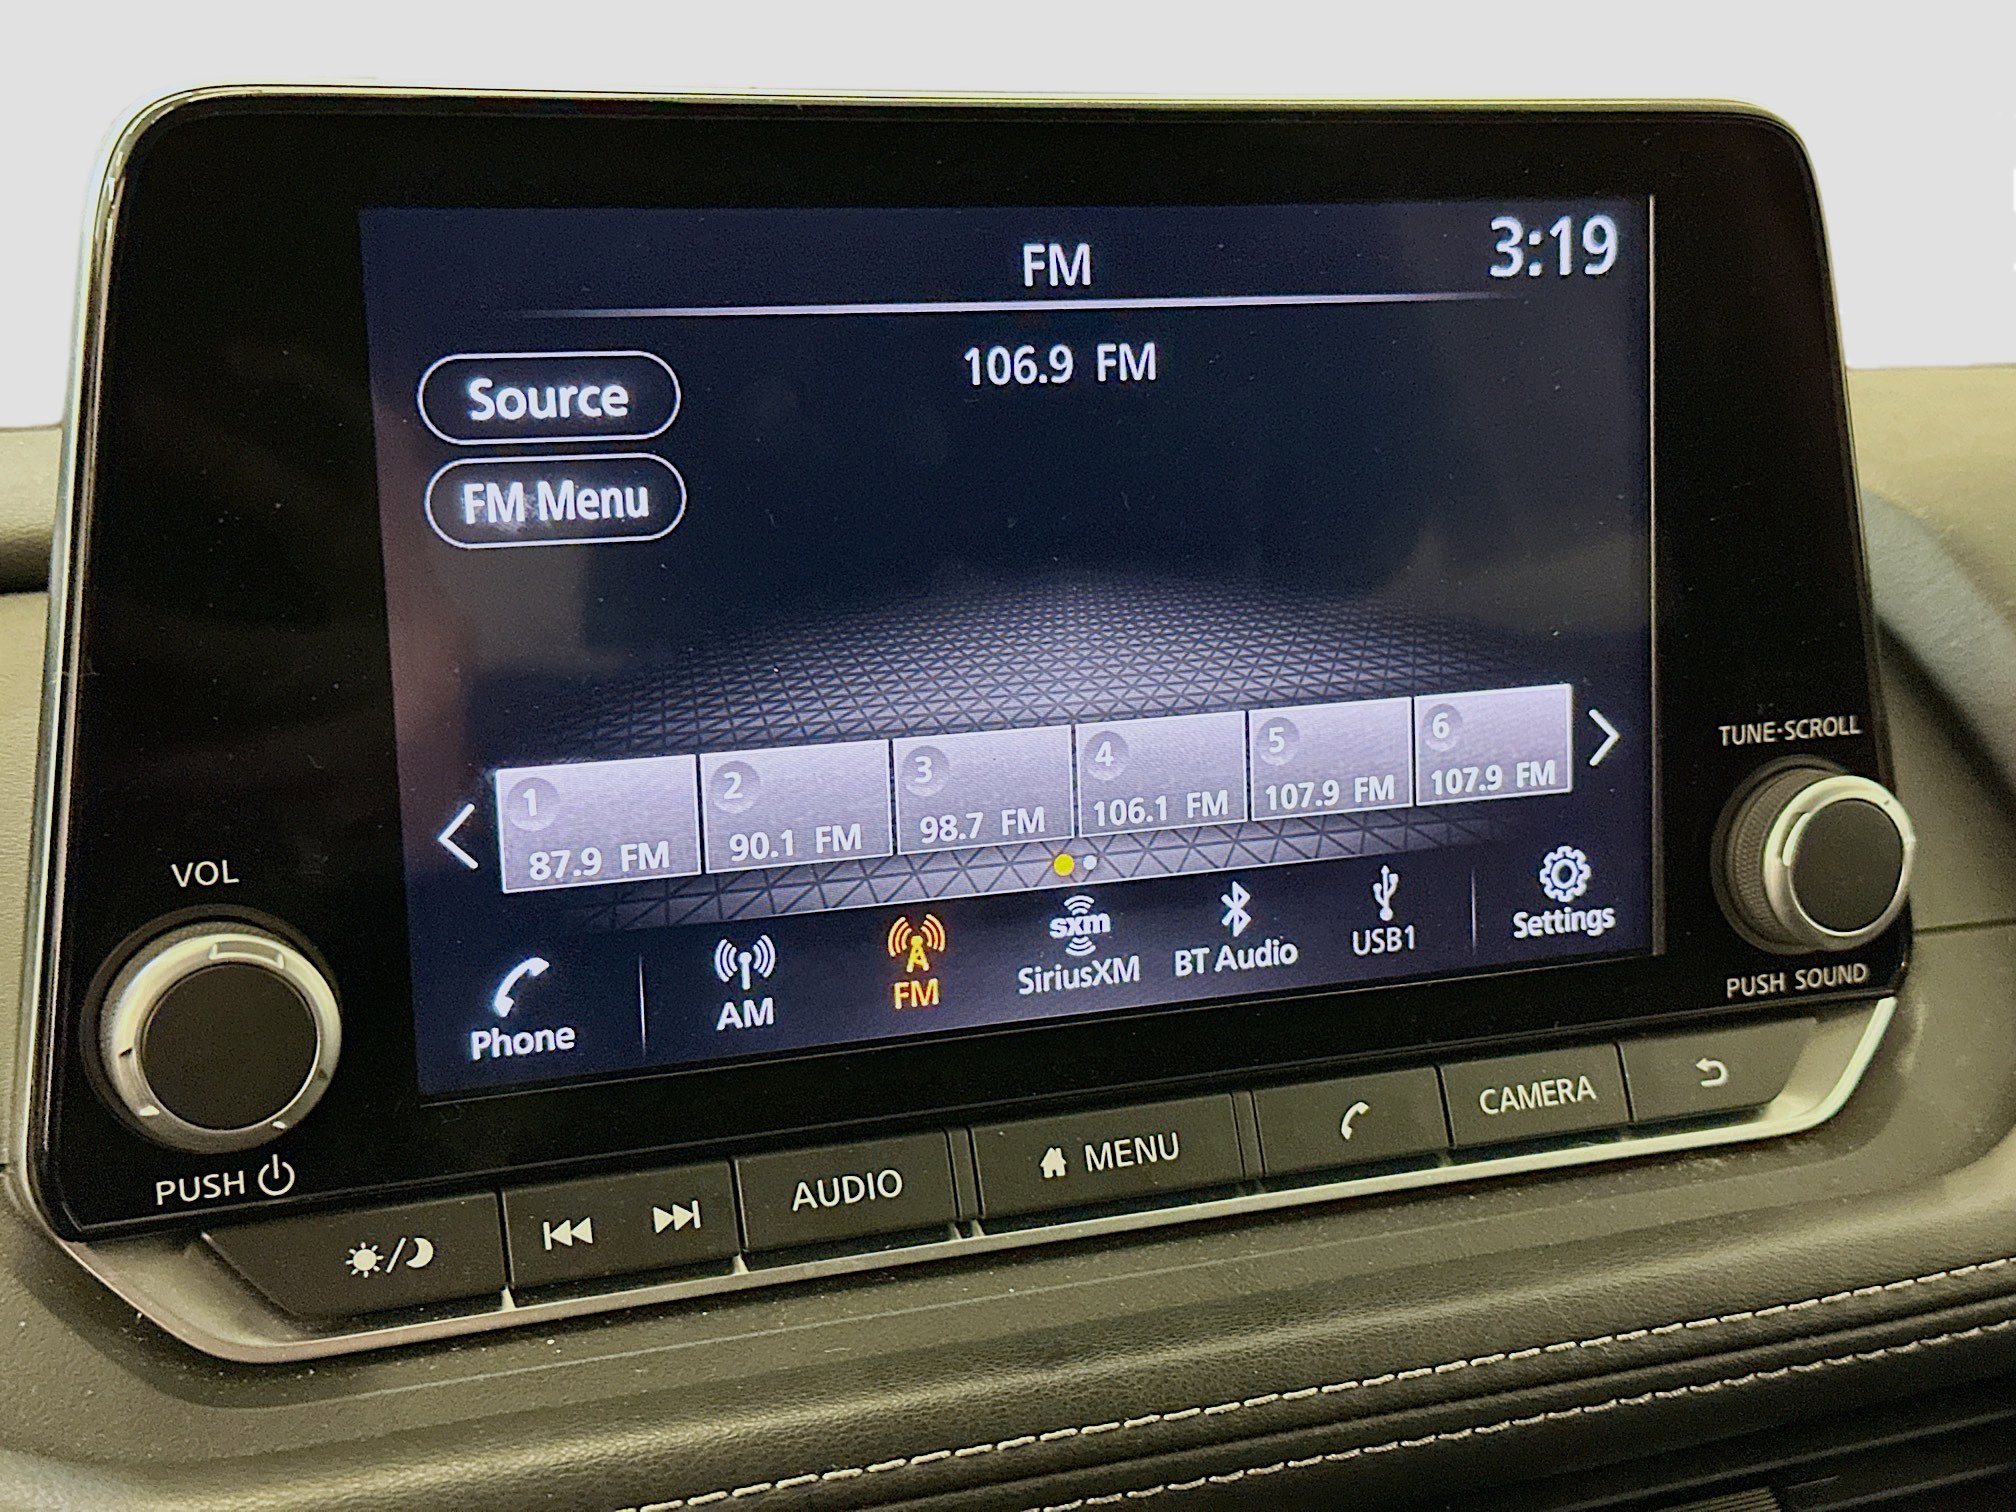 FM
3:19
106.9 FM
Source
FM Menu
1
87.9 FM
2
90.1 FM
3
98.7 FM
4
106.1 FM
5
107.9 FM
6
107.9 FM
Phone
AM
FM
sxm
SiriusXM
BT Audio
USB1
Settings
VOL
PUSH
TUNE·SCROLL
PUSH SOUND
AUDIO
MENU
CAMERA